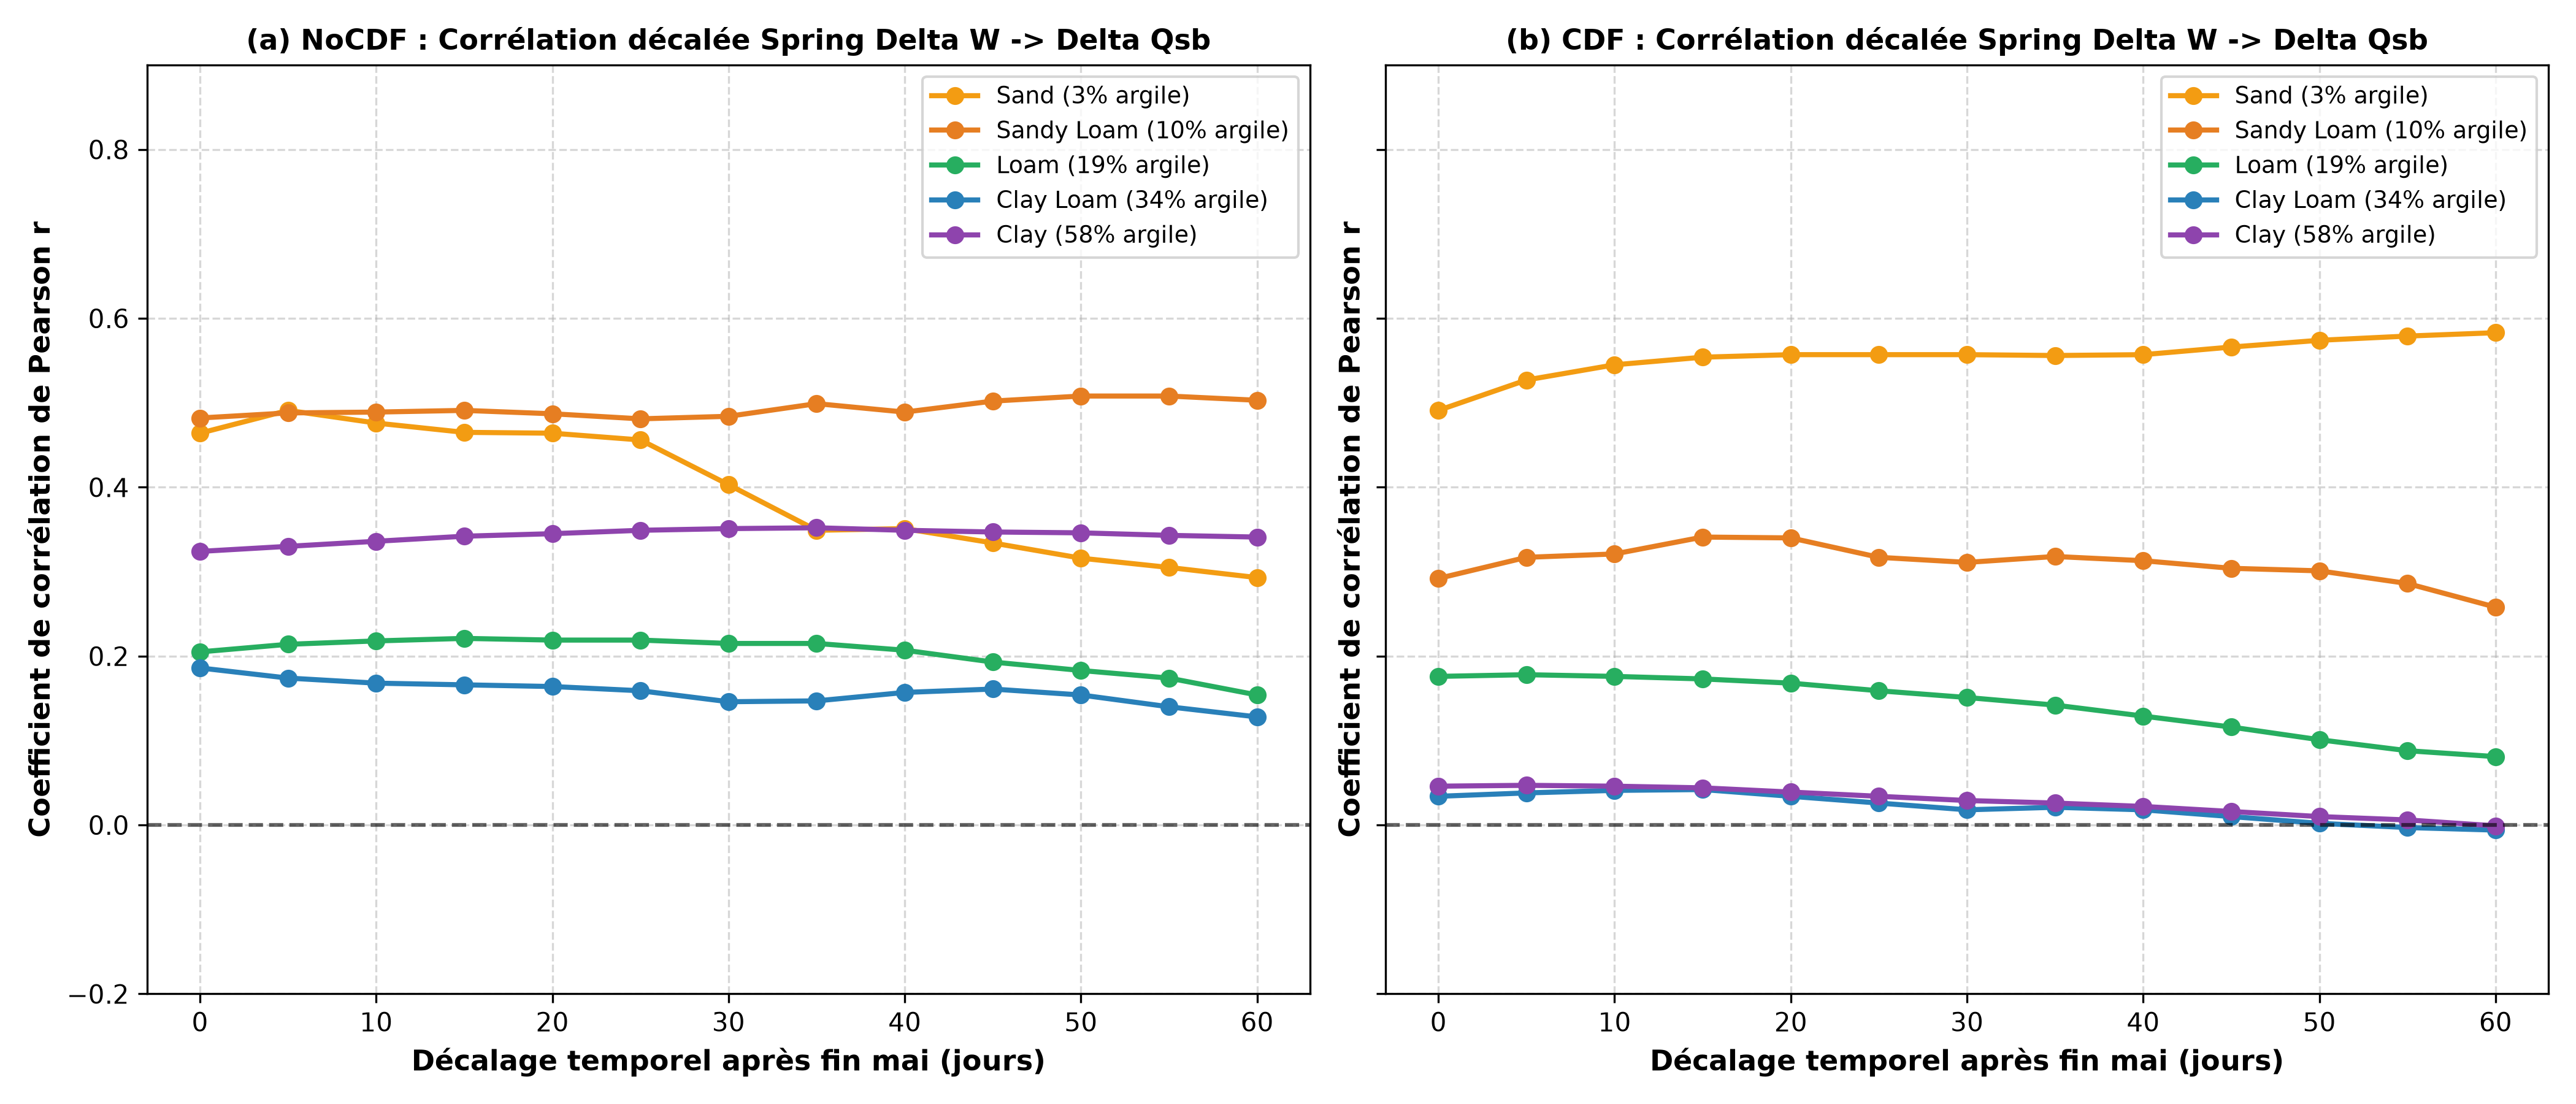 (a) NoCDF : Corrélation décalée Spring Delta W -> Delta Qsb
Coefficient de corrélation de Pearson r
0.8
0.6
0.4
0.2
0.0
−0.2
Sand (3% argile)
Sandy Loam (10% argile)
Loam (19% argile)
Clay Loam (34% argile)
Clay (58% argile)
0 10 20 30 40 50 60
Décalage temporel après fin mai (jours)
(b) CDF : Corrélation décalée Spring Delta W -> Delta Qsb
Coefficient de corrélation de Pearson r
Sand (3% argile)
Sandy Loam (10% argile)
Loam (19% argile)
Clay Loam (34% argile)
Clay (58% argile)
0 10 20 30 40 50 60
Décalage temporel après fin mai (jours)